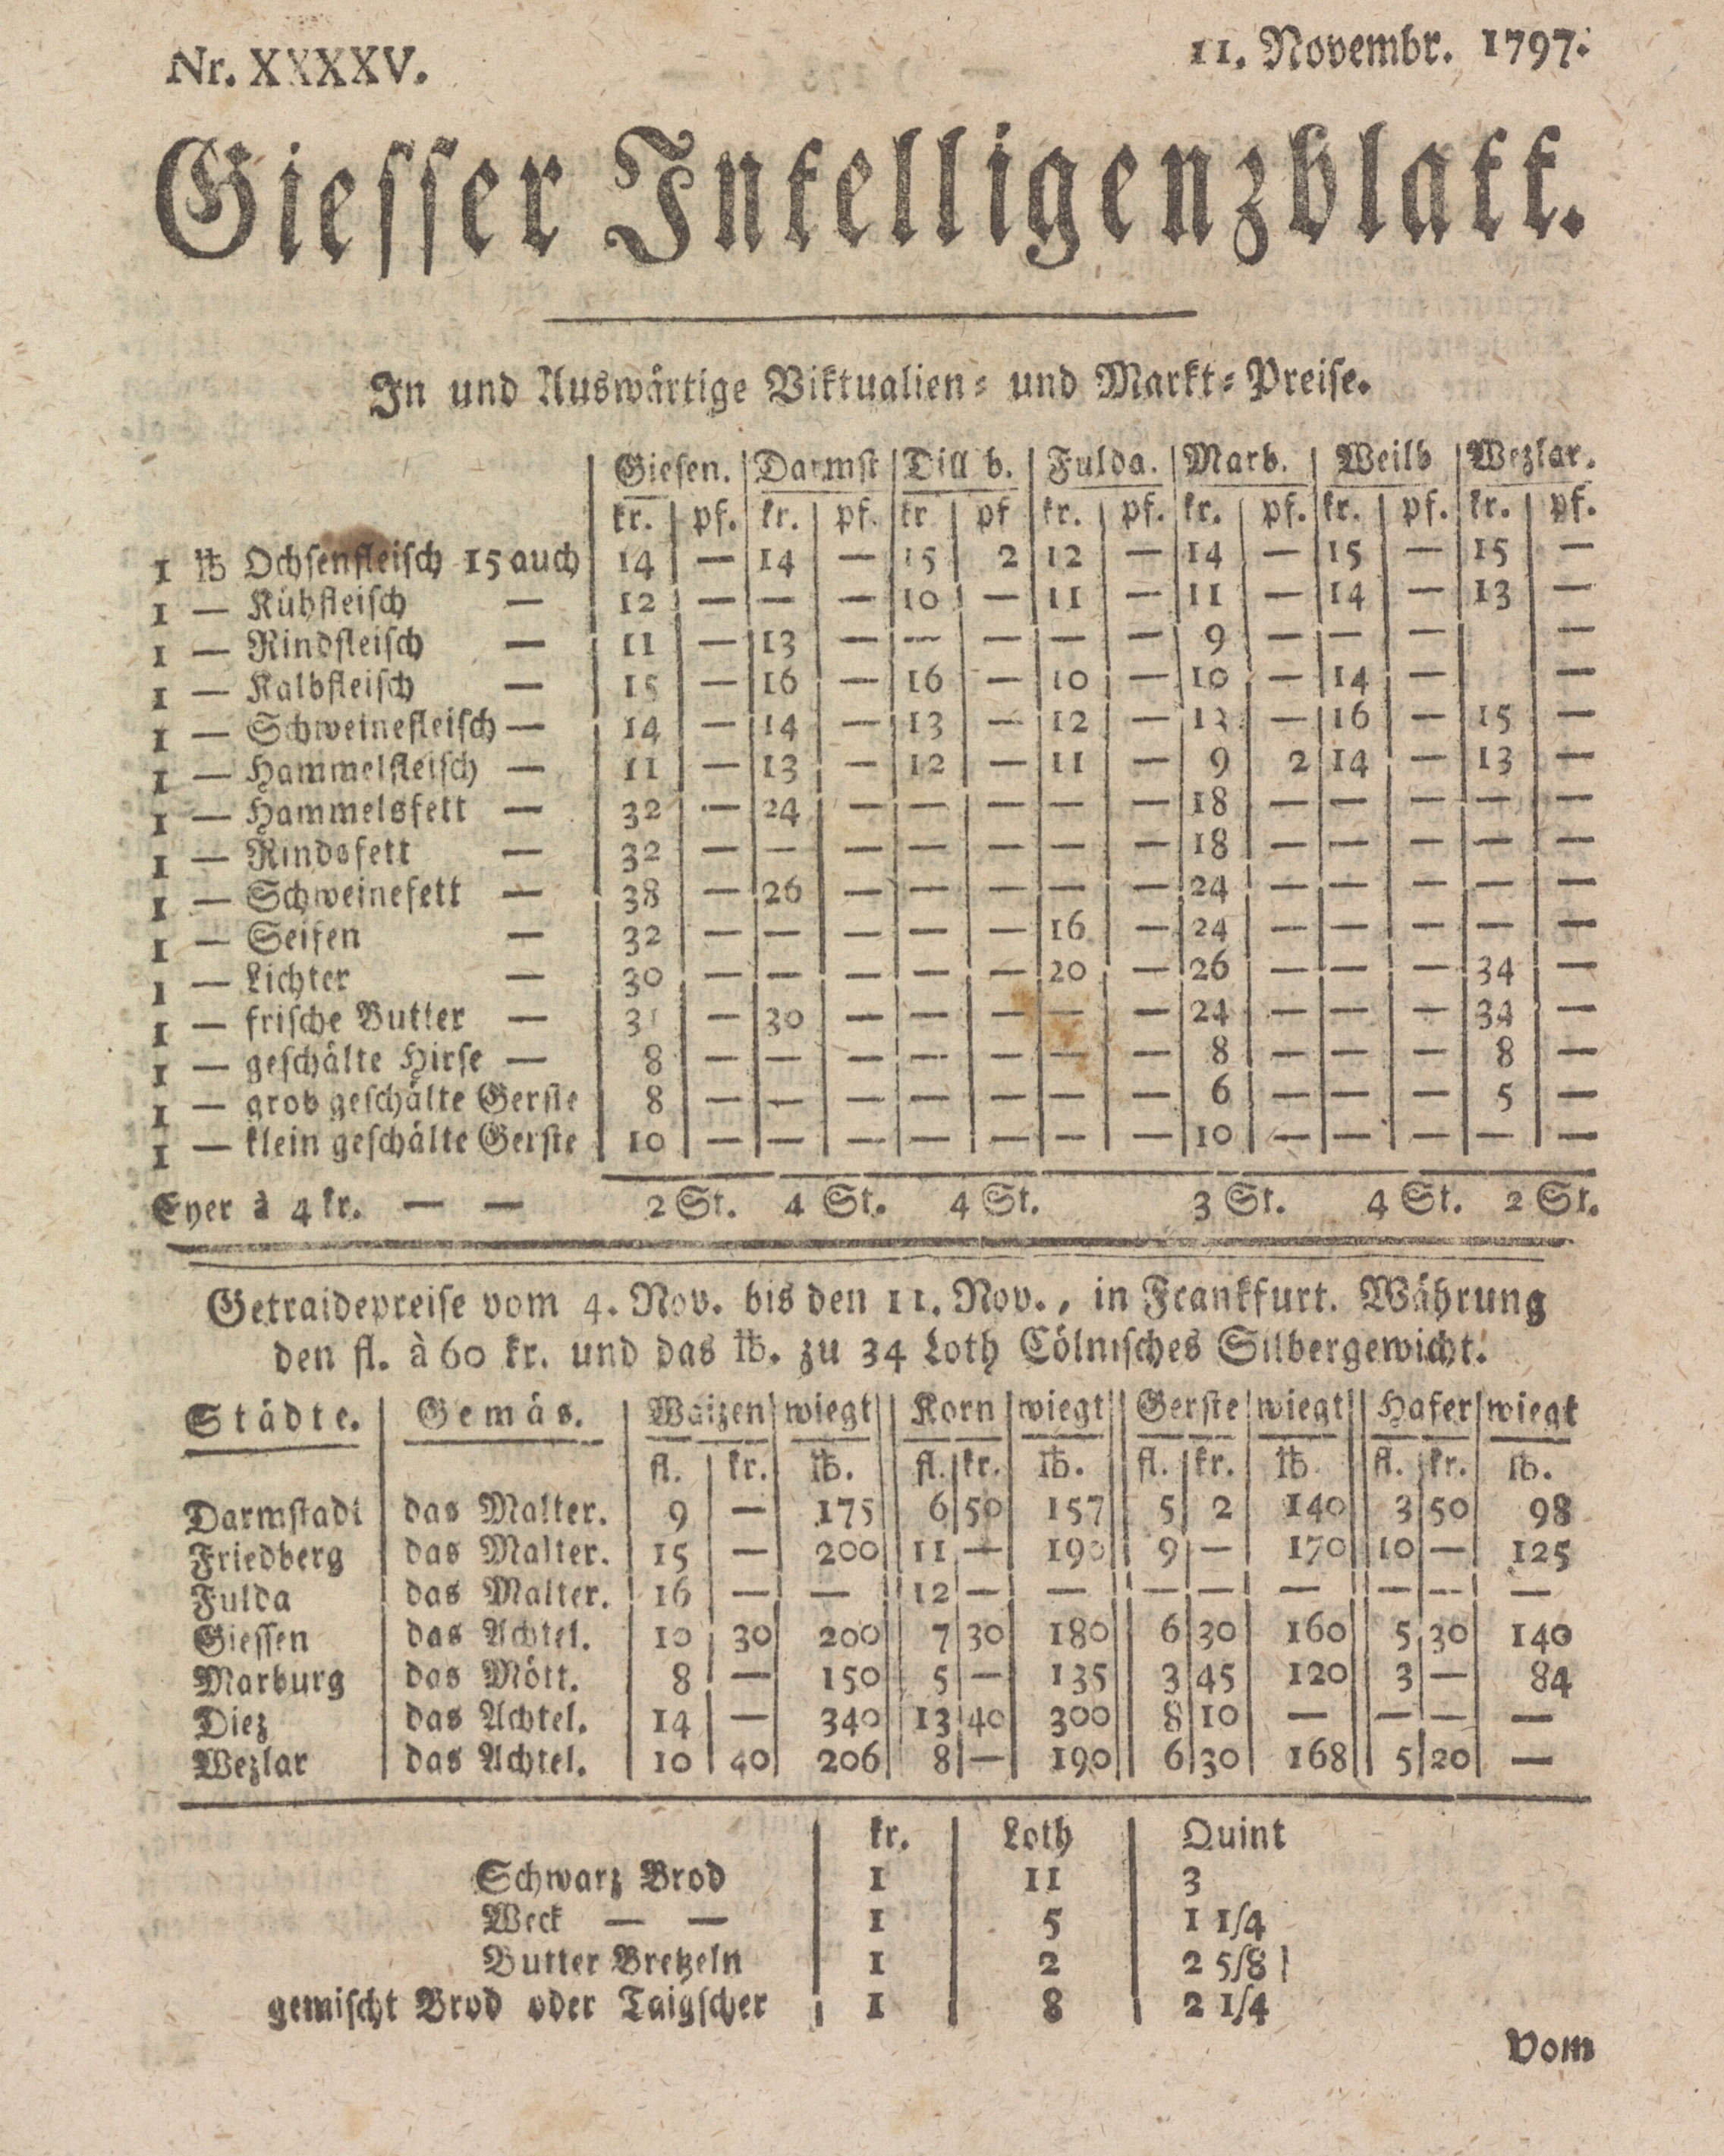 Nr. XXXXV. 11. Novembr. 1797.
Giesser Intelligenzblatt.
In und Auswärtige Viktualien- und Markt-Preise.
Giesen. Darmst Dill b. Fulda. Marb. Weilb Wezlar.
kr. pf. kr. pf. kr pf kr. pf. kr. pf. kr. pf. kr. pf.
1 ℔ Ochsenfleisch 15 auch 14 — 14 — 15 2 12 — 14 — 15 — 15 —
1 — Kühfleisch — 12 — — — 10 — 11 — 11 — 14 — 13 —
1 — Rindfleisch — 11 — 13 — — — — — 9 — — — —
1 — Kalbfleisch — 15 — 16 — 16 — 10 — 10 — 14 — —
1 — Schweinefleisch — 14 — 14 — 13 — 12 — 13 — 16 — 15 —
1 — Hammelfleisch — 11 — 13 — 12 — 11 — 9 2 14 — 13 —
1 — Hammelsfett — 32 — 24 — — — — — 18 — — — — —
1 — Rindsfett — 32 — — — — — — — 18 — — — — —
1 — Schweinefett — 38 — 26 — — — — — 24 — — — — —
1 — Seifen — 32 — — — — — 16 — 24 — — — — —
1 — Lichter — 30 — — — — — 20 — 26 — — — 34 —
1 — frische Butter — — 30 — — — — — 24 — — — 34 —
1 — geschälte Hirse — 8 — — — — — — — 8 — — — 8 —
1 — grob geschälte Gerste 8 — — — — — — — 6 — — — 5 —
1 — klein geschälte Gerste 10 — — — — — — — 10 — — — — —
Eyer à 4 kr. — — 2 St. 4 St. 4 St. 3 St. 4 St. 2 St.
Getraidepreise vom 4. Nov. bis den 11. Nov., in Frankfurt. Währung
den fl. à 60 kr. und das ℔. zu 34 Loth Cölnisches Silbergewicht.
Städte. Gemäs. Waizen wiegt Korn wiegt Gerste wiegt Hafer wiegt
fl. kr. ℔. fl. kr. ℔. fl. kr. ℔. fl. kr. ℔.
Darmstadt das Malter. 9 — 175 6 50 157 5 2 140 3 50 98
Friedberg das Malter. 15 — 200 11 — 190 9 — 170 10 — 125
Fulda das Malter. 16 — — 12 — — — — — — — —
Giessen das Achtel. 10 30 200 7 30 180 6 30 160 5 30 140
Marburg das Mött. 8 — 150 5 — 135 3 45 120 3 — 84
Diez das Achtel. 14 — 340 13 40 300 8 10 — — — —
Wezlar das Achtel. 10 40 206 8 — 190 6 30 168 5 20 —
kr. Loth Quint
Schwarz Brod 1 11 3
Weck — — 1 5 1 1/4
Butter Bretzeln 1 2 2 5/8
gemischt Brod oder Taigscher 1 8 2 1/4
Vom